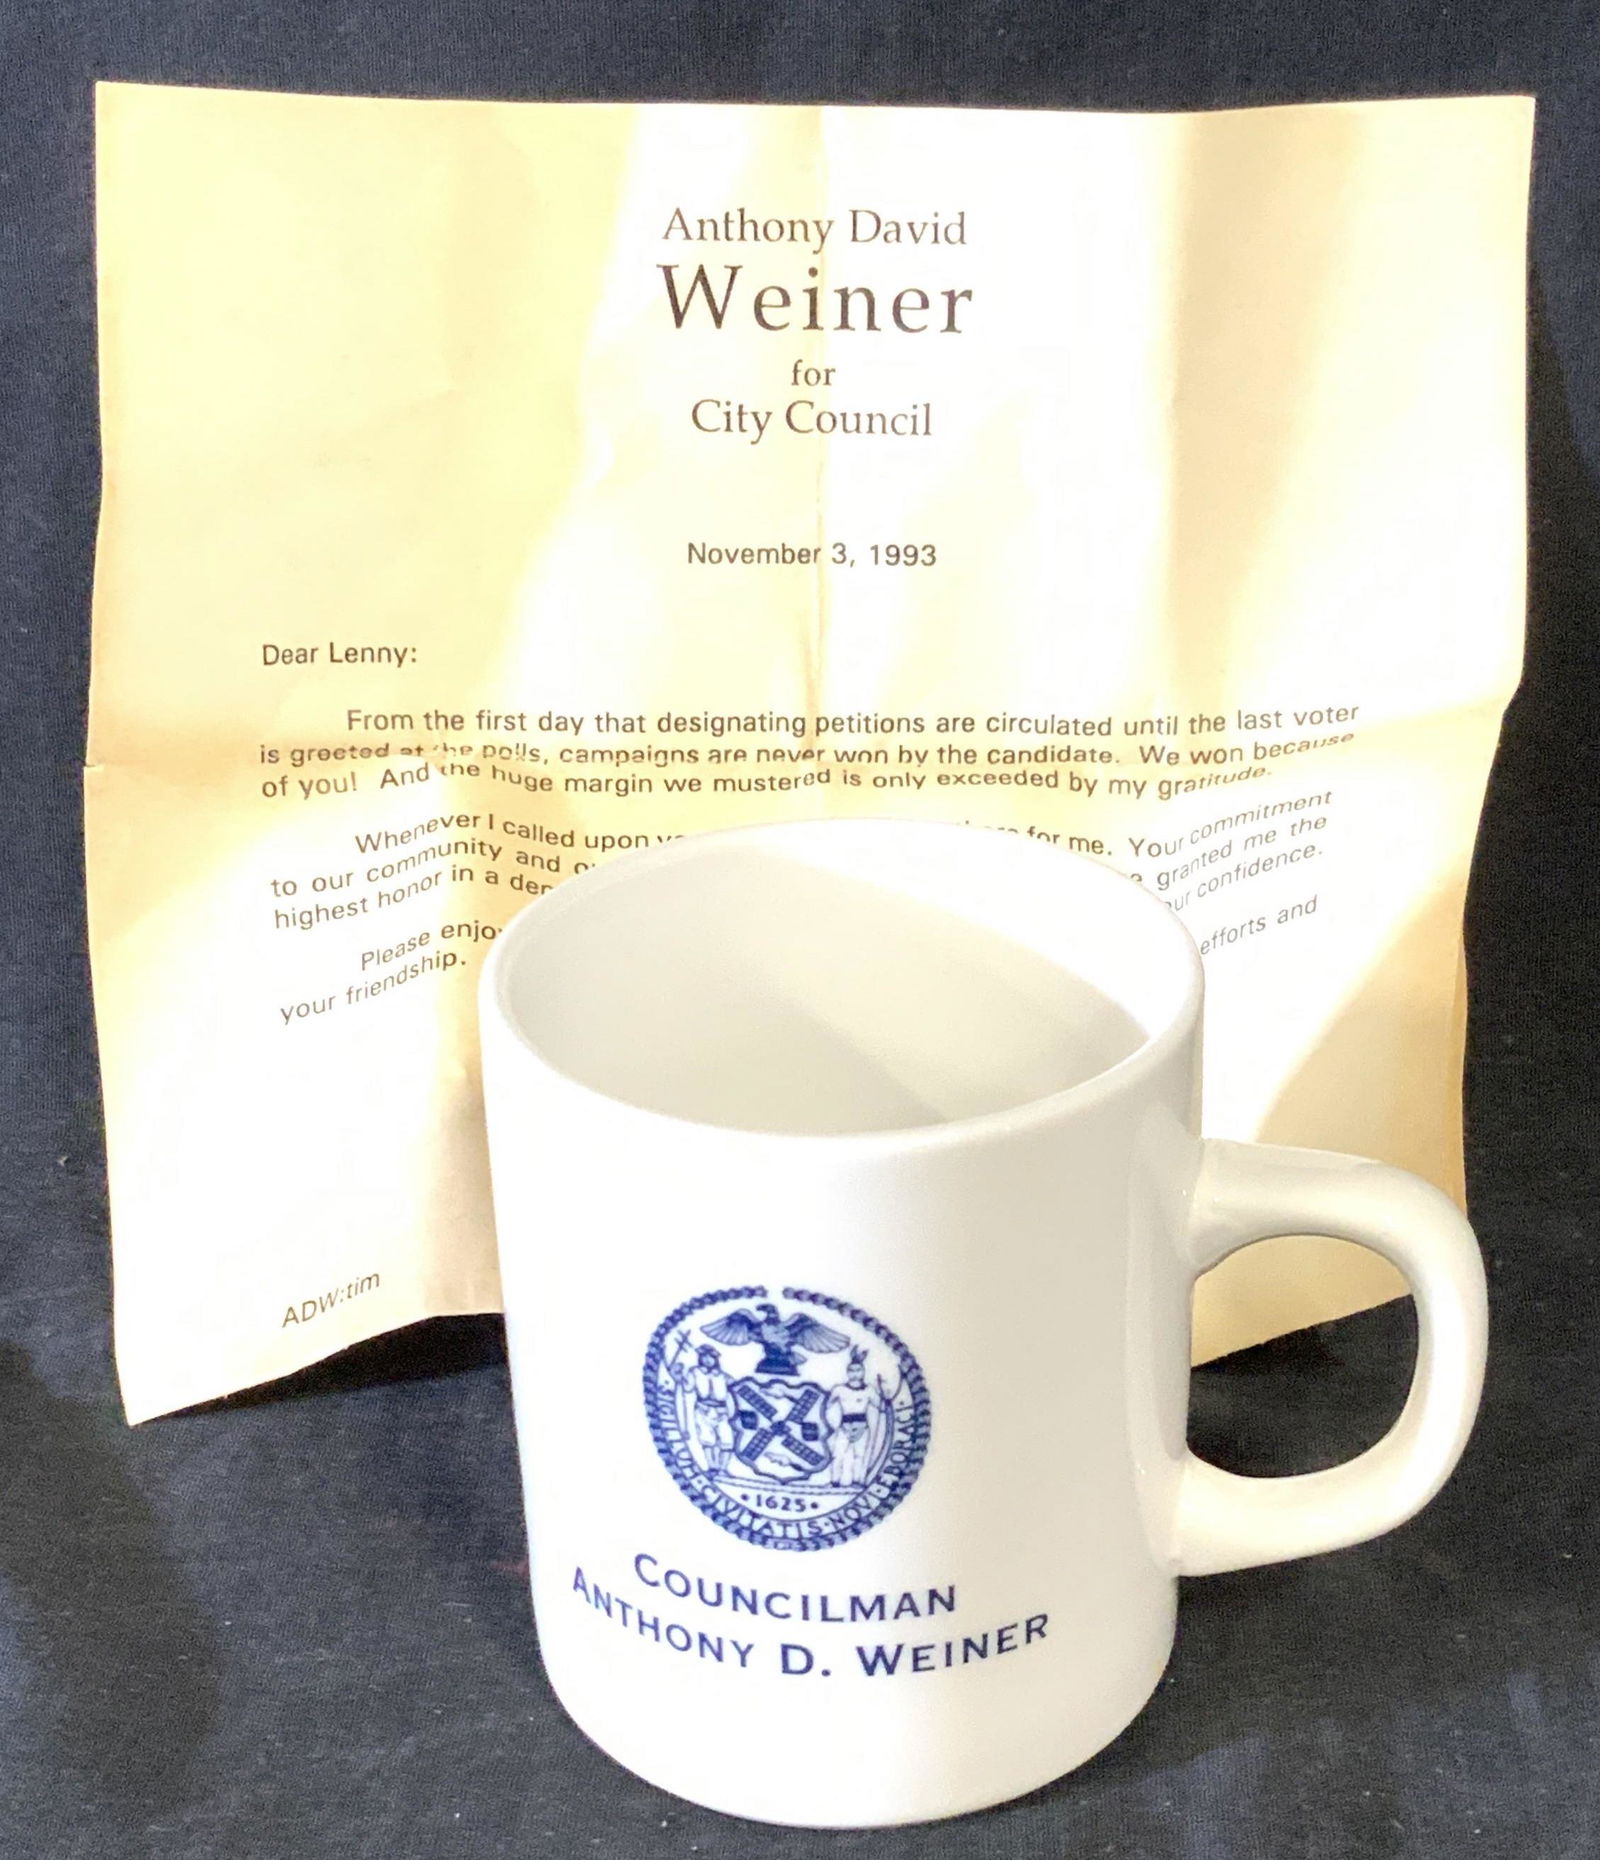 Anthony David
Weiner
for
City Council
November 3, 1993
Dear Lenny:
From the first day that designating petitions are circulated until the last voter
is greeted at the polls, campaigns are never won by the candidate. We won because
of you! And the huge margin we mustered is only exceeded by my gratitude.
Whenever I called upon for me. Your commitment
to our community and granted me the
highest honor in a confidence.
Please efforts and
your friendship.
ADW:tim
SIGILLUM CIVITATIS NOVI EBORACI
1625
COUNCILMAN
ANTHONY D. WEINER